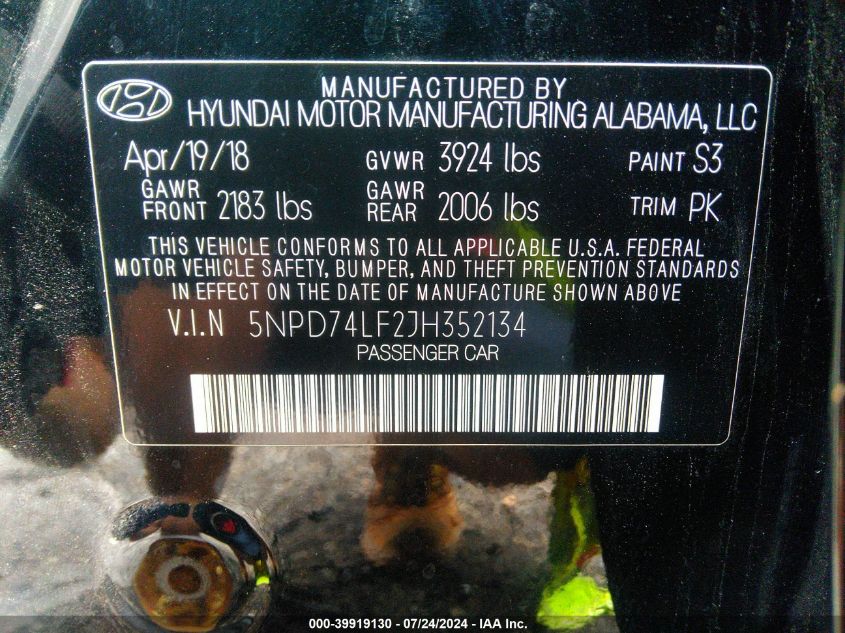 MANUFACTURED BY
HYUNDAI MOTOR MANUFACTURING ALABAMA, LLC
Apr/19/18 GVWR 3924 lbs PAINT S3
GAWR FRONT 2183 lbs GAWR REAR 2006 lbs TRIM PK
THIS VEHICLE CONFORMS TO ALL APPLICABLE U.S.A. FEDERAL
MOTOR VEHICLE SAFETY, BUMPER, AND THEFT PREVENTION STANDARDS
IN EFFECT ON THE DATE OF MANUFACTURE SHOWN ABOVE
V.I.N 5NPD74LF2JH352134
PASSENGER CAR
000-39919130 - 07/24/2024 - IAA Inc.